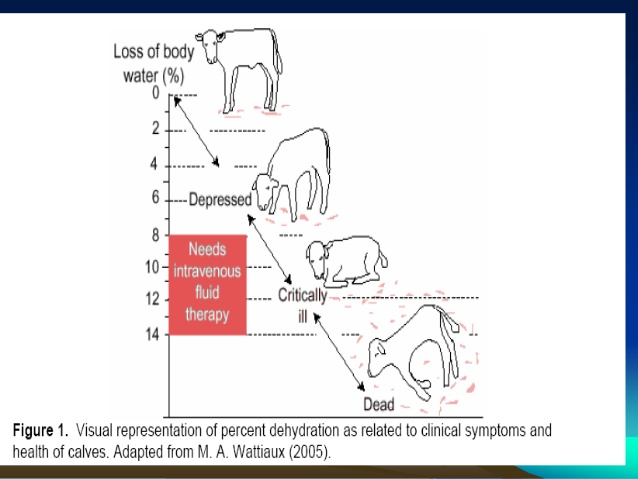 Loss of body
water (%)
0
2
4
6
Depressed
8
Needs
intravenous
fluid
therapy
10
12
Critically
ill
14
Dead
Figure 1. Visual representation of percent dehydration as related to clinical symptoms and
health of calves. Adapted from M. A. Wattiaux (2005).